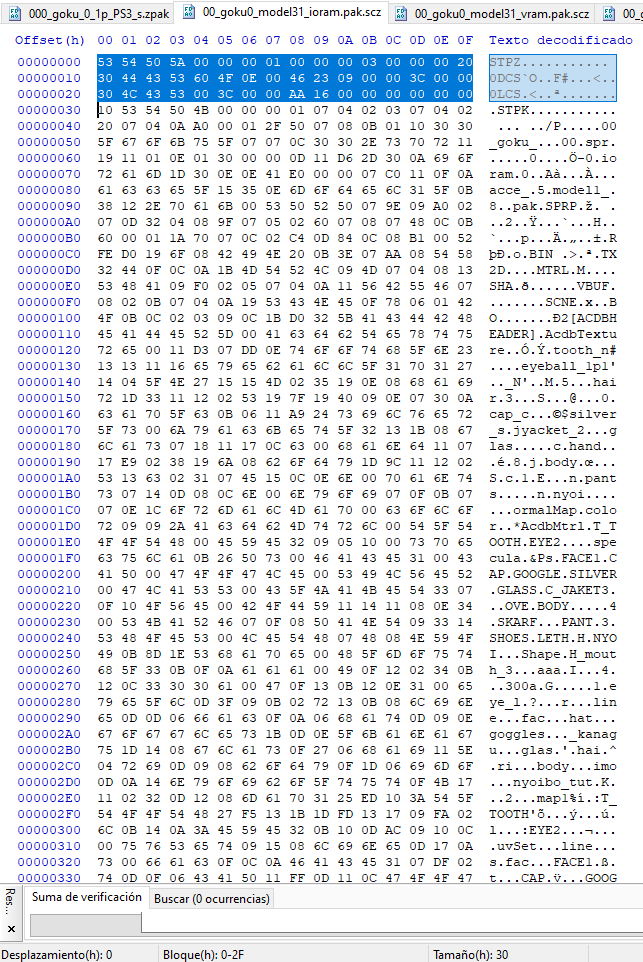 000_goku_0_1p_PS3_s.zpak 00_goku0_model31_ioram.pak.scz 00_goku0_model31_vram.pak.scz
Offset(h) 00 01 02 03 04 05 06 07 08 09 0A 0B 0C 0D 0E 0F Texto decodificado
00000000 53 54 50 5A 00 00 00 01 00 00 00 03 00 00 00 20 STPZ...........
00000010 30 44 43 53 60 4F 0E 00 46 23 09 00 00 3C 00 00 0DCS`O..F#...<..
00000020 30 4C 43 53 00 3C 00 00 AA 16 00 00 00 00 00 00 0LCS.<..ª.......
00000030 10 53 54 50 4B 00 00 00 01 07 04 02 03 07 04 02 .STPK...........
00000040 20 07 04 0A A0 00 01 2F 50 07 08 0B 01 10 30 30 ... ../P.....00
00000050 5F 67 6F 6B 75 5F 07 07 0C 30 30 2E 73 70 72 11 _goku_...00.spr.
00000060 19 11 01 0E 01 30 00 00 0D 11 D6 2D 30 0A 69 6F .....0....Ö-0.io
00000070 72 61 6D 1D 30 0E 0E 41 E0 00 00 07 C0 11 0F 0A ram.0..Aà...À...
00000080 61 63 63 65 5F 15 35 0E 6D 6F 64 65 6C 31 5F 0B acce_.5.model1_.
00000090 38 12 2E 70 61 6B 00 53 50 52 50 07 9E 09 A0 02 8..pak.SPRP.ž. .
000000A0 07 0D 32 04 08 9F 07 05 02 60 07 08 07 48 0C 0B ..2..Ÿ...`...H..
000000B0 60 00 01 1A 70 07 0C 02 C4 0D 84 0C 08 B1 00 52 `...p...Ä.„..±.R
000000C0 FE D0 19 6F 08 42 49 4E 20 0B 3E 07 AA 08 54 58 þÐ.o.BIN .>.ª.TX
000000D0 32 44 0F 0C 0A 1B 4D 54 52 4C 09 4D 07 04 08 13 2D....MTRL.M....
000000E0 53 48 41 09 F0 02 05 07 04 0A 11 56 42 55 46 07 SHA.ð......VBUF.
000000F0 08 02 0B 07 04 0A 19 53 43 4E 45 0F 78 06 01 42 .......SCNE.x..B
00000100 4F 0B 0C 02 03 09 0C 1B D0 32 5B 41 43 44 42 48 O.......Ð2[ACDBH
00000110 45 41 44 45 52 5D 00 41 63 64 62 54 65 78 74 75 EADER].AcdbTextu
00000120 72 65 00 11 D3 07 DD 0E 74 6F 6F 74 68 5F 6E 23 re..Ó.Ý.tooth_n#
00000130 13 13 11 16 65 79 65 62 61 6C 6C 5F 31 70 31 27 ....eyeball_1p1'
00000140 14 04 5F 4E 27 15 15 4D 02 35 19 0E 08 68 61 69 .._N'..M.5...hai
00000150 72 1D 33 11 12 02 53 19 7F 19 40 09 0E 07 30 0A r.3...S...@...0.
00000160 63 61 70 5F 63 0B 06 11 A9 24 73 69 6C 76 65 72 cap_c...©$silver
00000170 5F 73 00 6A 79 61 63 6B 65 74 5F 32 13 1B 08 67 _s.jyacket_2...g
00000180 6C 61 73 07 18 11 17 0C 63 00 68 61 6E 64 11 07 las.....c.hand..
00000190 17 E9 02 38 19 6A 08 62 6F 64 79 1D 9C 11 12 02 .é.8.j.body.œ...
000001A0 53 13 63 02 31 07 45 15 0C 0E 6E 00 70 61 6E 74 S.c.1.E...n.pant
000001B0 73 07 14 0D 08 0C 6E 00 6E 79 6F 69 07 0F 0B 07 s.....n.nyoi....
000001C0 07 0E 1C 6F 72 6D 61 6C 4D 61 70 00 63 6F 6C 6F ...ormalMap.colo
000001D0 72 09 09 2A 41 63 64 62 4D 74 72 6C 00 54 5F 54 r..*AcdbMtrl.T_T
000001E0 4F 4F 54 48 00 45 59 45 32 09 05 10 00 73 70 65 OOTH.EYE2....spe
000001F0 63 75 6C 61 0B 26 50 73 00 46 41 43 45 31 00 43 cula.&Ps.FACE1.C
00000200 41 50 00 47 4F 4F 47 4C 45 00 53 49 4C 56 45 52 AP.GOOGLE.SILVER
00000210 00 47 4C 41 53 53 00 43 5F 4A 41 4B 45 54 33 07 .GLASS.C_JAKET3.
00000220 0F 10 4F 56 45 00 42 4F 44 59 11 14 11 08 0E 34 ..OVE.BODY.....4
00000230 00 53 4B 41 52 46 07 0F 08 50 41 4E 54 09 33 14 .SKARF...PANT.3.
00000240 53 48 4F 45 53 00 4C 45 54 48 07 48 08 4E 59 4F SHOES.LETH.H.NYO
00000250 49 0B 8D 1E 53 68 61 70 65 00 48 5F 6D 6F 75 74 I...Shape.H_mout
00000260 68 5F 33 0B 0F 0A 61 61 61 00 49 0F 12 02 34 0B h_3...aaa.I...4.
00000270 12 0C 33 30 30 61 00 47 0F 13 0B 12 0E 31 00 65 ..300a.G.....1.e
00000280 79 65 5F 6C 0D 3F 09 0B 02 72 13 0B 08 6C 69 6E ye_l.?...r...lin
00000290 65 0D 0D 06 66 61 63 0F 0A 06 68 61 74 0D 09 0E e...fac...hat...
000002A0 67 6F 67 67 6C 65 73 1B 0D 0E 5F 6B 61 6E 61 67 goggles..._kanag
000002B0 75 1D 14 08 67 6C 61 73 0F 27 06 68 61 69 11 5E u...glas.'.hai.^
000002C0 04 72 69 0D 09 08 62 6F 64 79 0F 1D 06 69 6D 6F .ri...body...imo
000002D0 0D 0A 14 6E 79 6F 69 62 6F 5F 74 75 74 0F 4B 17 ...nyoibo_tut.K.
000002E0 11 02 32 0D 12 08 6D 61 70 31 25 ED 10 3A 54 5F ..2...map1%í.:T_
000002F0 54 4F 4F 54 48 27 F5 13 1B 1D FD 13 17 09 FA 02 TOOTH'õ...ý...ú.
00000300 6C 0B 14 0A 3A 45 59 45 32 0B 10 0D AC 09 10 0C l...:EYE2...¬...
00000310 00 75 76 53 65 74 09 15 08 6C 69 6E 65 0D 17 0A .uvSet...line...
00000320 73 00 66 61 63 0F 0C 0A 46 41 43 45 31 07 DF 02 s.fac...FACE1.ß.
00000330 74 0D 0F 06 43 41 50 11 FF 0D 11 0C 47 4F 4F 47 t...CAP.ÿ...GOOG
Res...
Suma de verificación Buscar (0 ocurrencias)
Desplazamiento(h): 0 Bloque(h): 0-2F Tamaño(h): 30